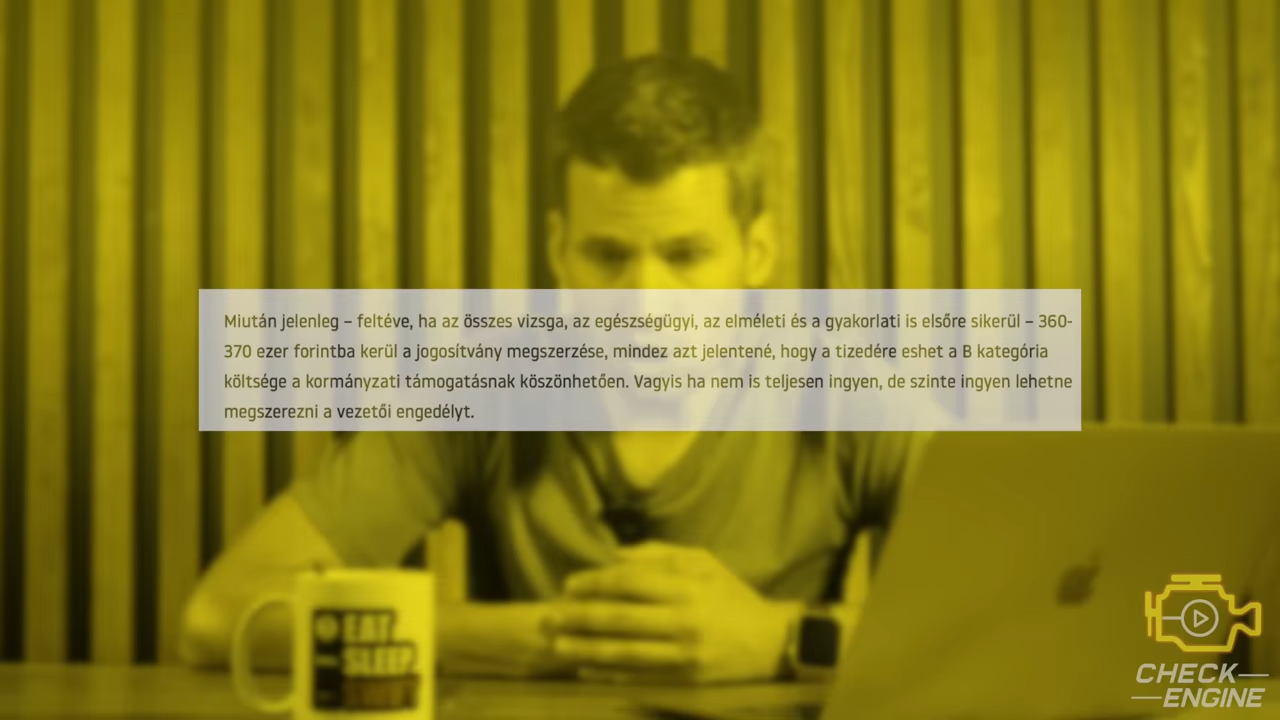 Miután jelenleg – feltéve, ha az összes vizsga, az egészségügyi, az elméleti és a gyakorlati is elsőre sikerül – 360-
370 ezer forintba kerül a jogosítvány megszerzése, mindez azt jelentené, hogy a tizedére eshet a B kategória
költsége a kormányzati támogatásnak köszönhetően. Vagyis ha nem is teljesen ingyen, de szinte ingyen lehetne
megszerezni a vezetői engedélyt.
EAT.
SLEEP.
CHECK
ENGINE